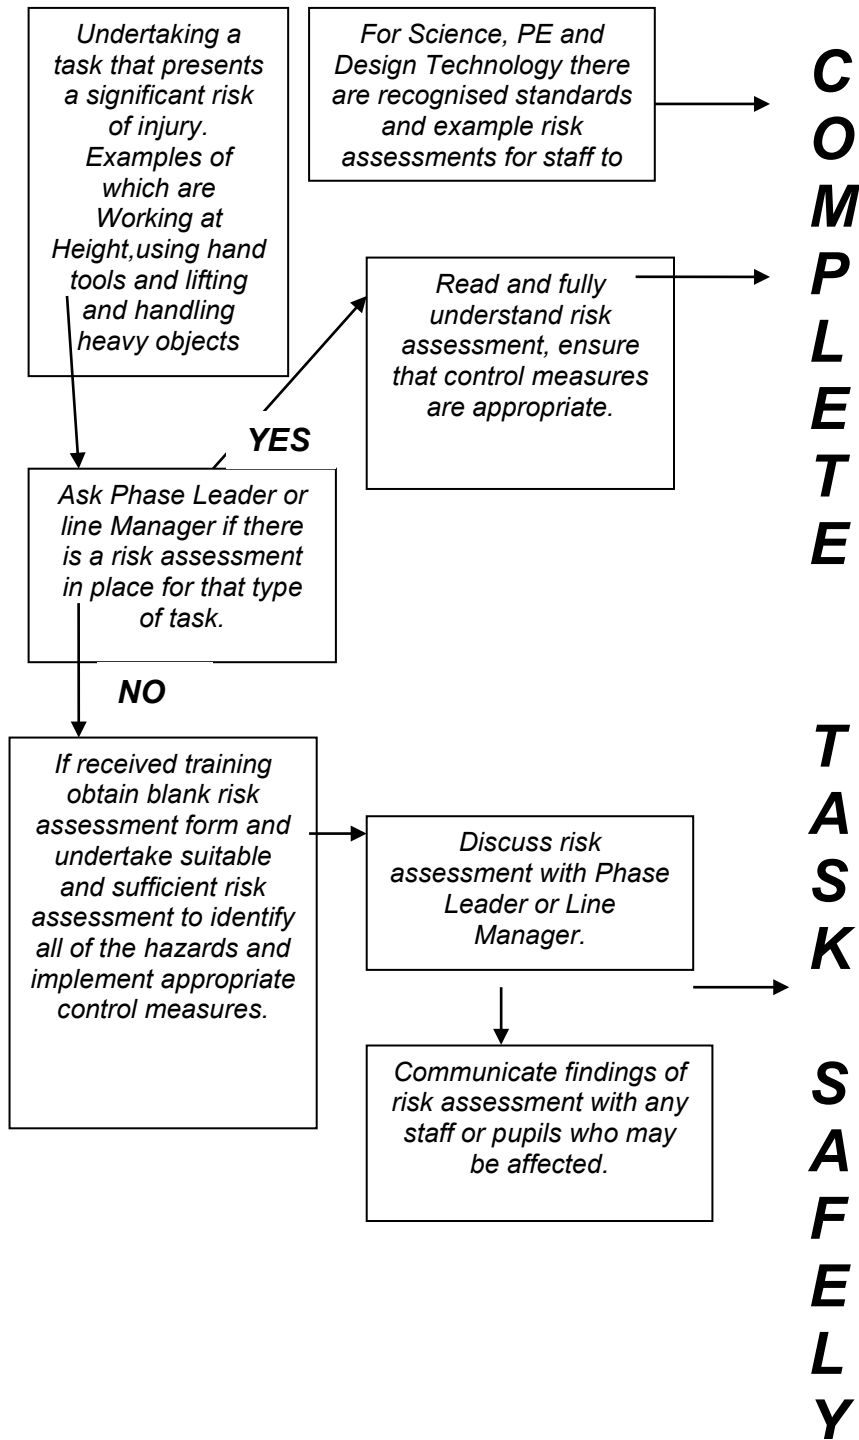 Undertaking a
task that presents
a significant risk
of injury.
Examples of
which are
Working at
Height,using hand
tools and lifting
and handling
heavy objects
For Science, PE and
Design Technology there
are recognised standards
and example risk
assessments for staff to
Read and fully
understand risk
assessment, ensure
that control measures
are appropriate.
YES
Ask Phase Leader or
line Manager if there
is a risk assessment
in place for that type
of task.
NO
If received training
obtain blank risk
assessment form and
undertake suitable
and sufficient risk
assessment to identify
all of the hazards and
implement appropriate
control measures.
Discuss risk
assessment with Phase
Leader or Line
Manager.
Communicate findings of
risk assessment with any
staff or pupils who may
be affected.
C
O
M
P
L
E
T
E
T
A
S
K
S
A
F
E
L
Y